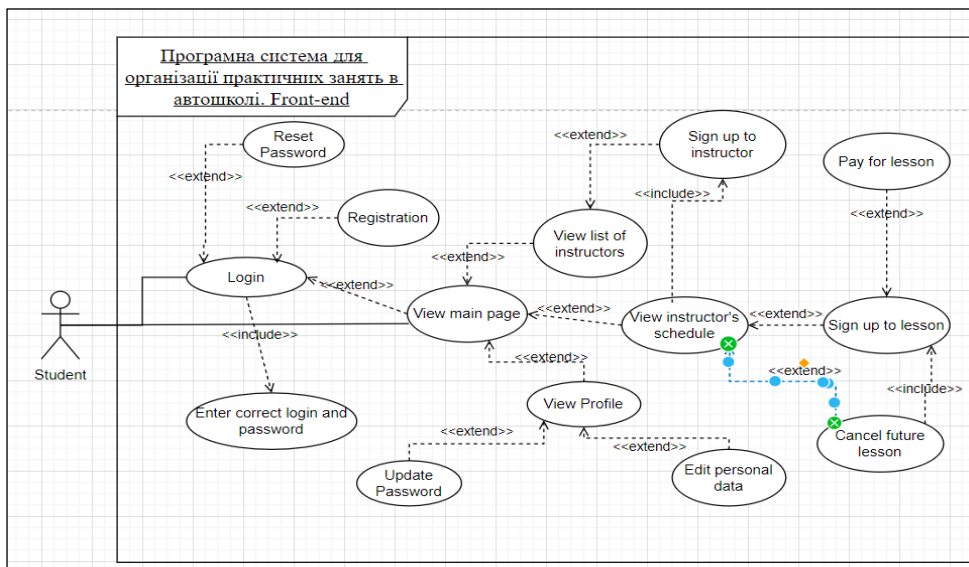 Програмна система для
організації практичних занять в
автошколі. Front-end
Reset
Password
<<extend>>
Sign up to
instructor
Pay for lesson
<<extend>>
<<include>>
<<extend>>
Registration
<<extend>>
View list of
instructors
<<extend>>
Login
<<extend>>
View main page
<<extend>>
View instructor's
schedule
<<extend>>
Sign up to lesson
<<include>>
Student
<<extend>>
<<extend>>
<<include>>
Enter correct login and
password
View Profile
Cancel future
lesson
<<extend>>
<<extend>>
Update
Password
Edit personal
data